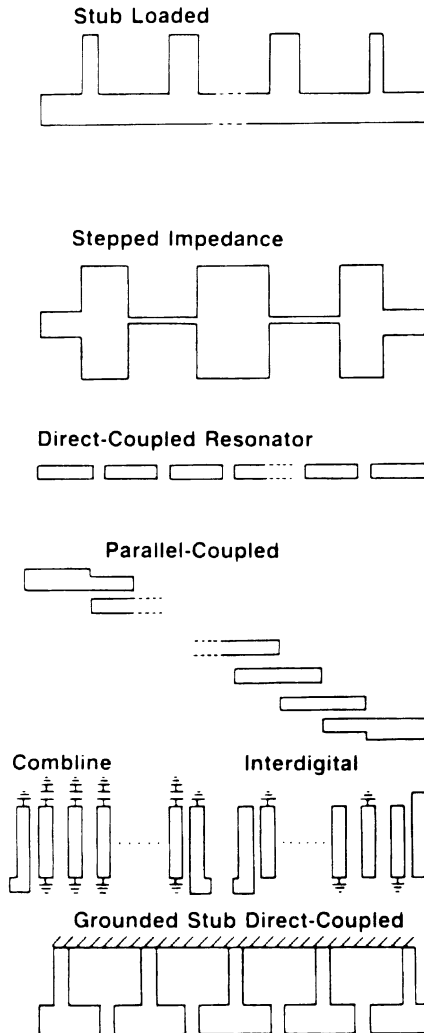 Stub Loaded
Stepped Impedance
Direct-Coupled Resonator
Parallel-Coupled
Combline
Interdigital
Grounded Stub Direct-Coupled